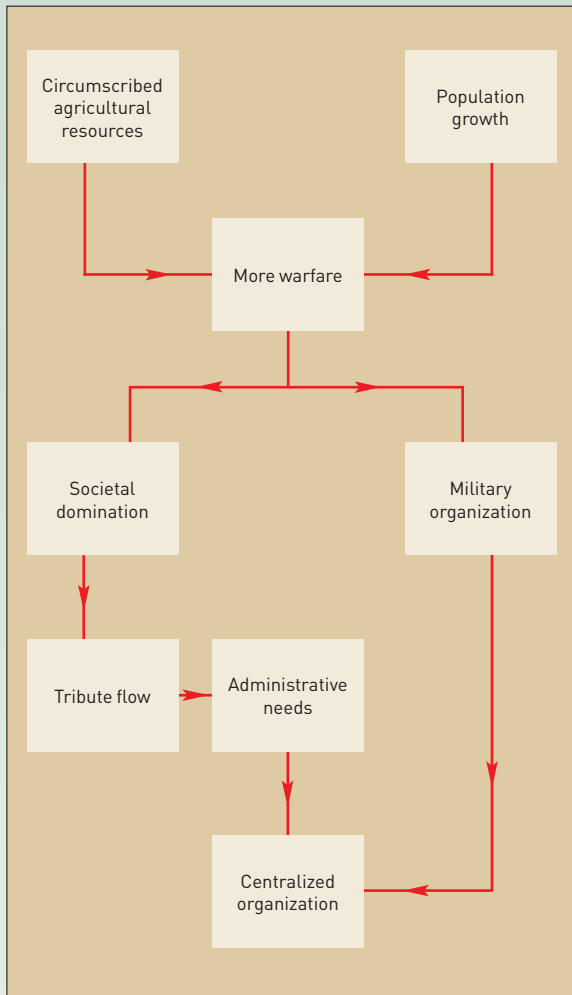 Circumscribed
agricultural
resources
Population
growth
More warfare
Societal
domination
Military
organization
Tribute flow
Administrative
needs
Centralized
organization